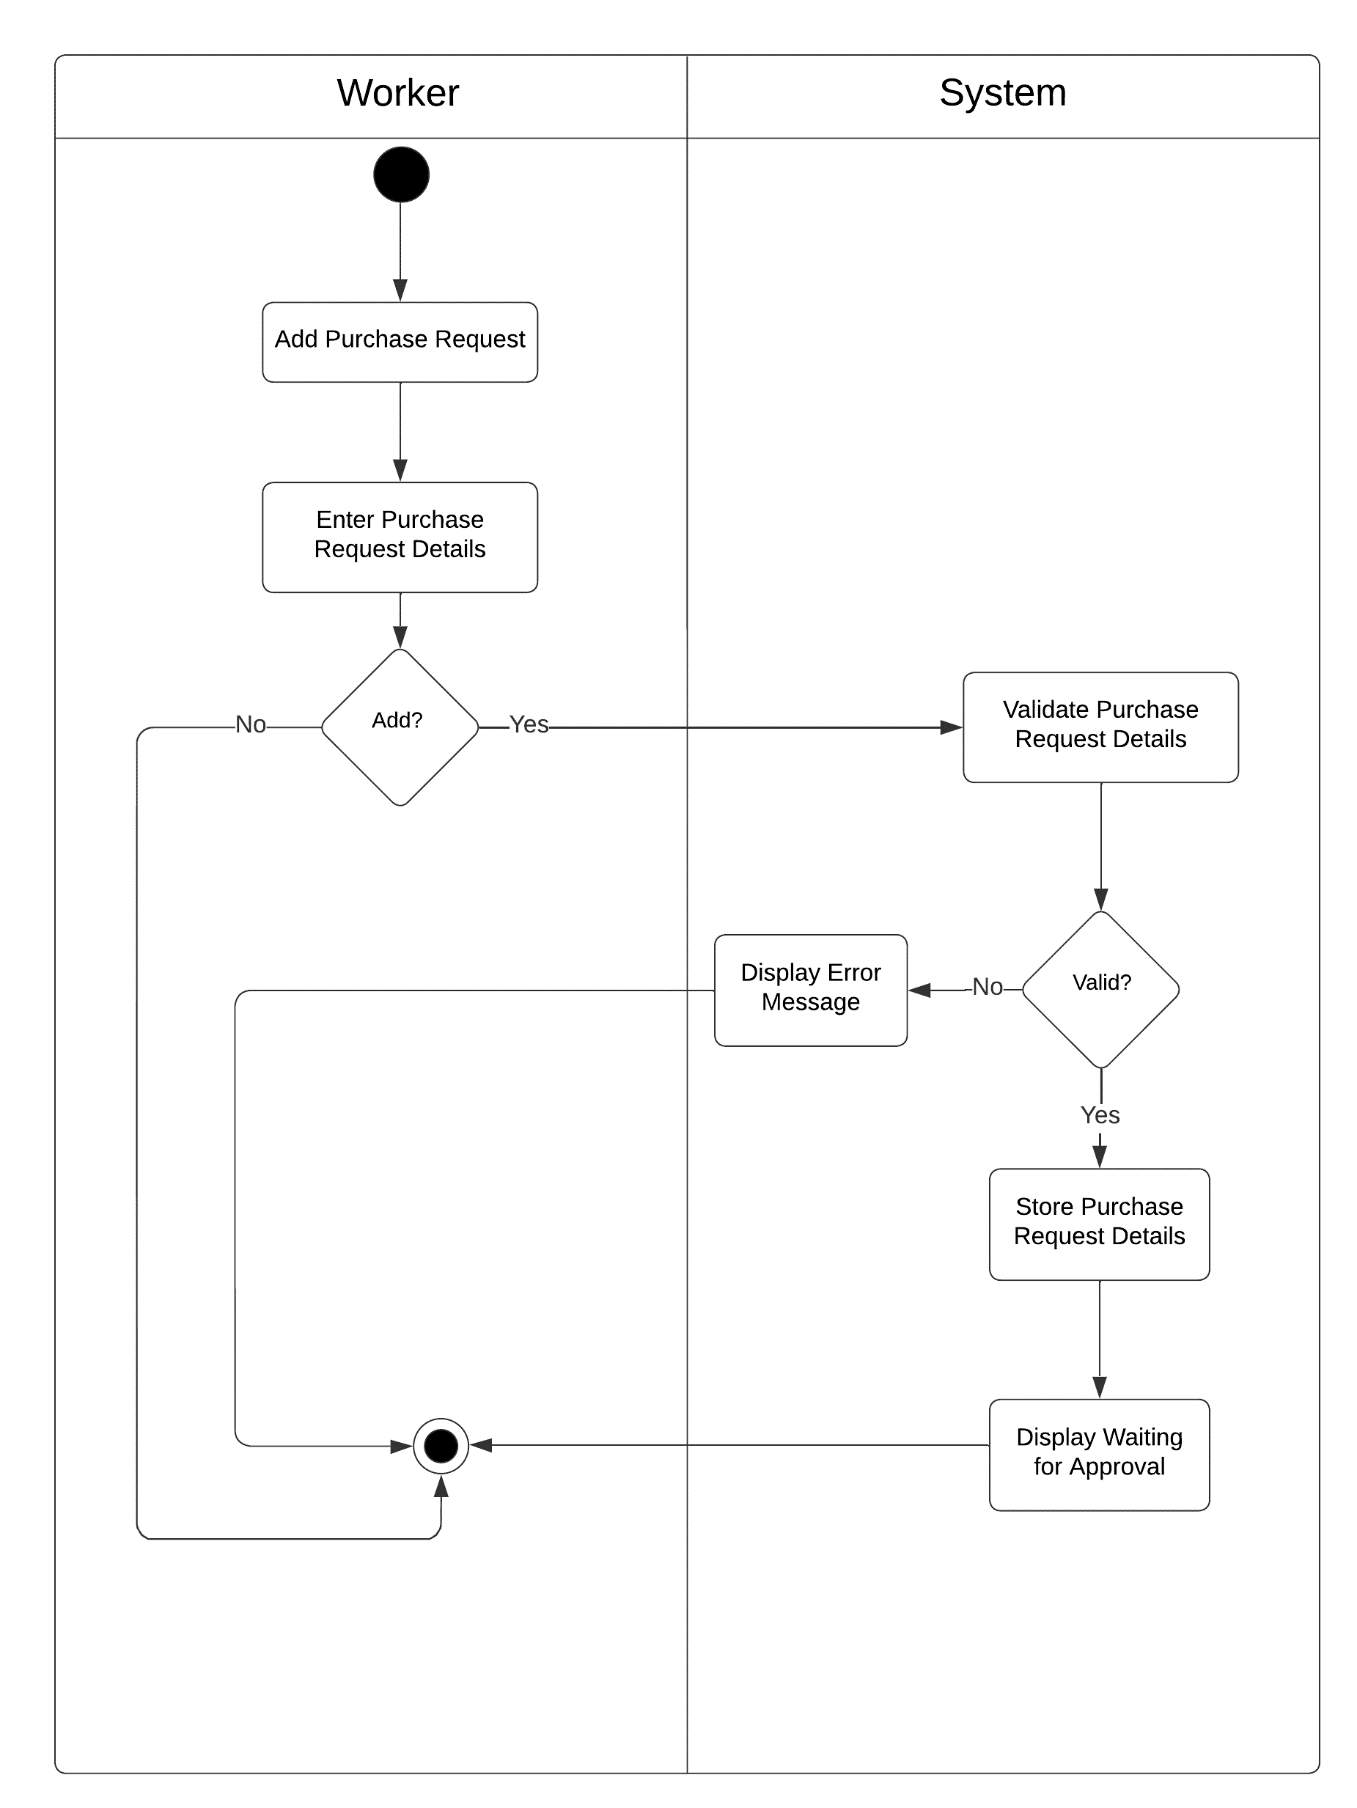 Worker
System
Add Purchase Request
Enter Purchase
Request Details
Add?
No
Yes
Validate Purchase
Request Details
Valid?
No
Display Error
Message
Yes
Store Purchase
Request Details
Display Waiting
for Approval